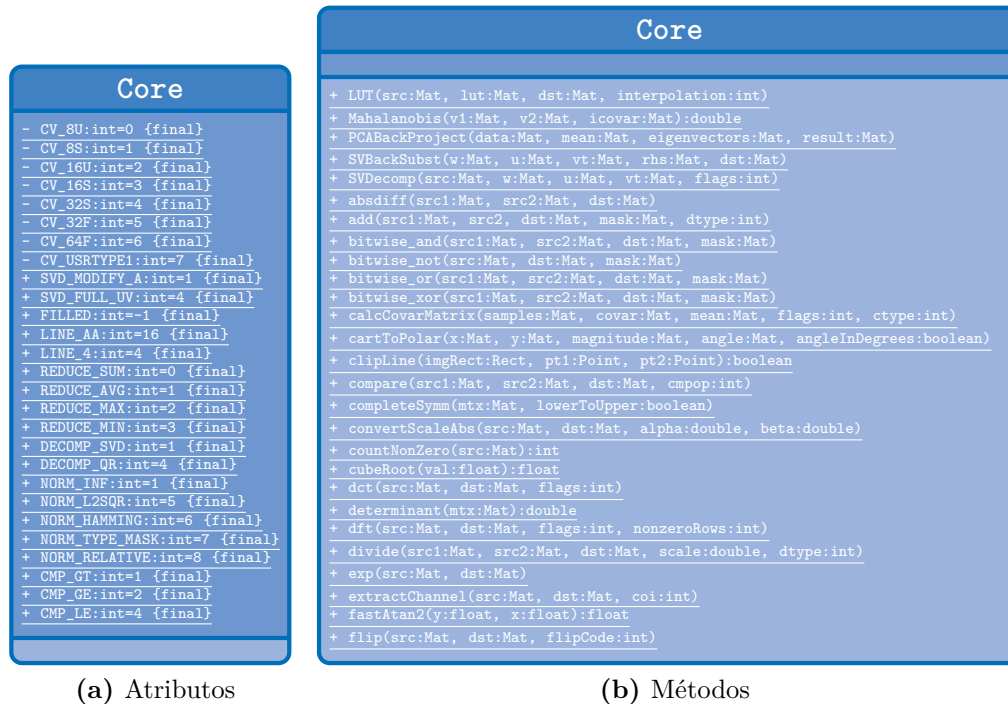 Core
- CV_8U:int=0 {final}
- CV_8S:int=1 {final}
- CV_16U:int=2 {final}
- CV_16S:int=3 {final}
- CV_32S:int=4 {final}
- CV_32F:int=5 {final}
- CV_64F:int=6 {final}
- CV_USRTYPE1:int=7 {final}
+ SVD_MODIFY_A:int=1 {final}
+ SVD_FULL_UV:int=4 {final}
+ FILLED:int=-1 {final}
+ LINE_AA:int=16 {final}
+ LINE_4:int=4 {final}
+ REDUCE_SUM:int=0 {final}
+ REDUCE_AVG:int=1 {final}
+ REDUCE_MAX:int=2 {final}
+ REDUCE_MIN:int=3 {final}
+ DECOMP_SVD:int=1 {final}
+ DECOMP_QR:int=4 {final}
+ NORM_INF:int=1 {final}
+ NORM_L2SQR:int=5 {final}
+ NORM_HAMMING:int=6 {final}
+ NORM_TYPE_MASK:int=7 {final}
+ NORM_RELATIVE:int=8 {final}
+ CMP_GT:int=1 {final}
+ CMP_GE:int=2 {final}
+ CMP_LE:int=4 {final}
(a) Atributos
Core
+ LUT(src:Mat, lut:Mat, dst:Mat, interpolation:int)
+ Mahalanobis(v1:Mat, v2:Mat, icovar:Mat):double
+ PCABackProject(data:Mat, mean:Mat, eigenvectors:Mat, result:Mat)
+ SVBackSubst(w:Mat, u:Mat, vt:Mat, rhs:Mat, dst:Mat)
+ SVDecomp(src:Mat, w:Mat, u:Mat, vt:Mat, flags:int)
+ absdiff(src1:Mat, src2:Mat, dst:Mat)
+ add(src1:Mat, src2, dst:Mat, mask:Mat, dtype:int)
+ bitwise_and(src1:Mat, src2:Mat, dst:Mat, mask:Mat)
+ bitwise_not(src:Mat, dst:Mat, mask:Mat)
+ bitwise_or(src1:Mat, src2:Mat, dst:Mat, mask:Mat)
+ bitwise_xor(src1:Mat, src2:Mat, dst:Mat, mask:Mat)
+ calcCovarMatrix(samples:Mat, covar:Mat, mean:Mat, flags:int, ctype:int)
+ cartToPolar(x:Mat, y:Mat, magnitude:Mat, angle:Mat, angleInDegrees:boolean)
+ clipLine(imgRect:Rect, pt1:Point, pt2:Point):boolean
+ compare(src1:Mat, src2:Mat, dst:Mat, cmpop:int)
+ completeSymm(mtx:Mat, lowerToUpper:boolean)
+ convertScaleAbs(src:Mat, dst:Mat, alpha:double, beta:double)
+ countNonZero(src:Mat):int
+ cubeRoot(val:float):float
+ dct(src:Mat, dst:Mat, flags:int)
+ determinant(mtx:Mat):double
+ dft(src:Mat, dst:Mat, flags:int, nonzeroRows:int)
+ divide(src1:Mat, src2:Mat, dst:Mat, scale:double, dtype:int)
+ exp(src:Mat, dst:Mat)
+ extractChannel(src:Mat, dst:Mat, coi:int)
+ fastAtan2(y:float, x:float):float
+ flip(src:Mat, dst:Mat, flipCode:int)
(b) Métodos